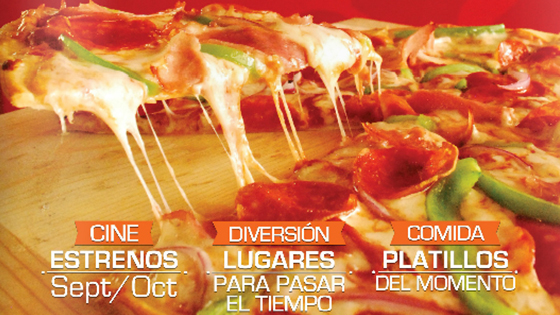 CINE
ESTRENOS
Sept/Oct
DIVERSIÓN
LUGARES
PARA PASAR
EL TIEMPO
COMIDA
PLATILLOS
DEL MOMENTO